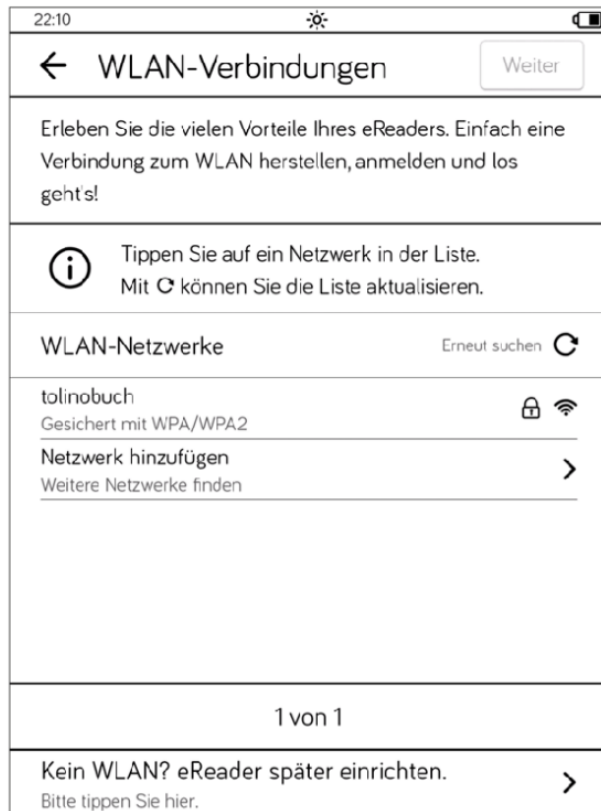 22:10
WLAN-Verbindungen
Weiter
Erleben Sie die vielen Vorteile Ihres eReaders. Einfach eine
Verbindung zum WLAN herstellen, anmelden und los
geht's!
Tippen Sie auf ein Netzwerk in der Liste.
Mit können Sie die Liste aktualisieren.
WLAN-Netzwerke
Erneut suchen
tolinobuch
Gesichert mit WPA/WPA2
Netzwerk hinzufügen
Weitere Netzwerke finden
1 von 1
Kein WLAN? eReader später einrichten.
Bitte tippen Sie hier.